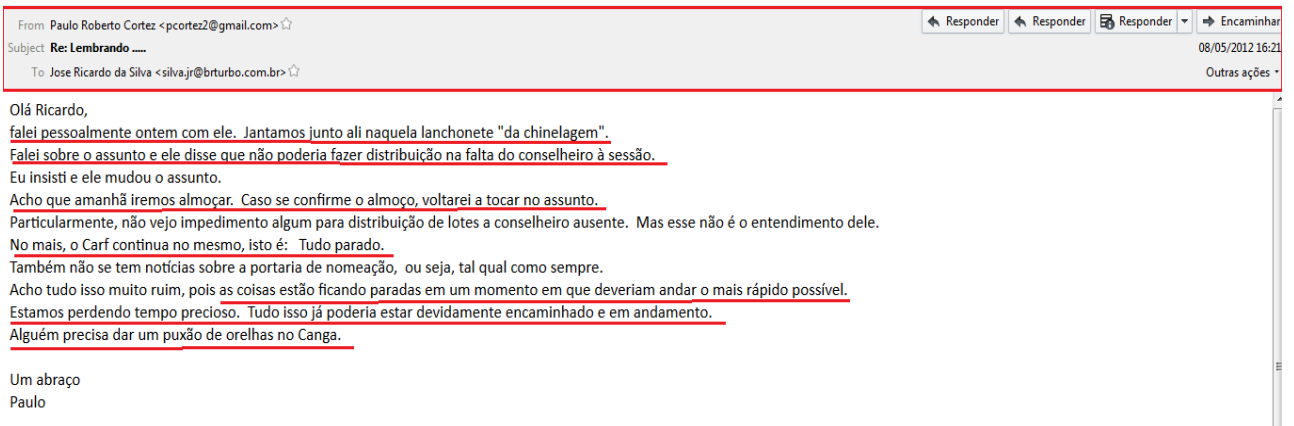 From Paulo Roberto Cortez <pcortez2@gmail.com>
Responder Responder Responder Encaminhar
Subject Re: Lembrando .....
08/05/2012 16:21
To Jose Ricardo da Silva <silva.jr@brturbo.com.br>
Outras ações
Olá Ricardo,
falei pessoalmente ontem com ele. Jantamos junto ali naquela lanchonete "da chinelagem".
Falei sobre o assunto e ele disse que não poderia fazer distribuição na falta do conselheiro à sessão.
Eu insisti e ele mudou o assunto.
Acho que amanhã iremos almoçar. Caso se confirme o almoço, voltarei a tocar no assunto.
Particularmente, não vejo impedimento algum para distribuição de lotes a conselheiro ausente. Mas esse não é o entendimento dele.
No mais, o Carf continua no mesmo, isto é: Tudo parado.
Também não se tem notícias sobre a portaria de nomeação, ou seja, tal qual como sempre.
Acho tudo isso muito ruim, pois as coisas estão ficando paradas em um momento em que deveriam andar o mais rápido possível.
Estamos perdendo tempo precioso. Tudo isso já poderia estar devidamente encaminhado e em andamento.
Alguém precisa dar um puxão de orelhas no Canga.
Um abraço
Paulo